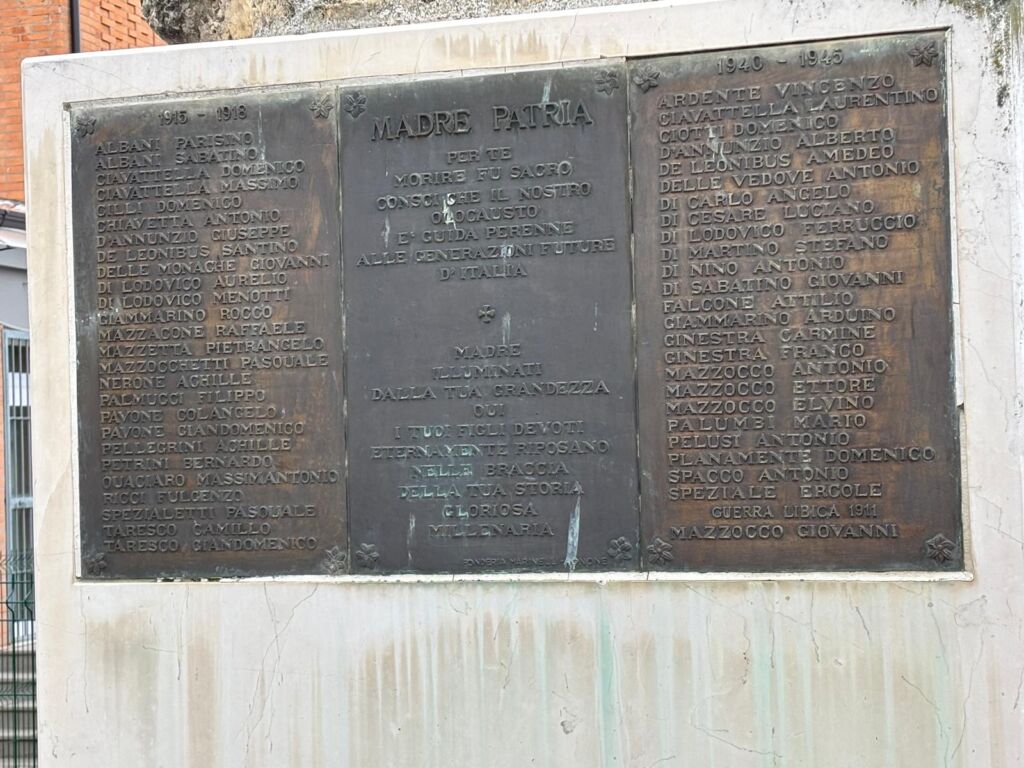 1915 - 1918
ALBANI PARISINO
ALBANI SABATINO
CIAVATTELLA DOMENICO
CIAVATTELLA MASSIMO
CILLI DOMENICO
CHIAVETTA ANTONIO
D'ANNUNZIO GIUSEPPE
DE LEONIBUS SANTINO
DELLE MONACHE GIOVANNI
DI LODOVICO AURELIO
DI LODOVICO MENOTTI
GIAMMARINO ROCCO
MAZZACONE RAFFAELE
MAZZETTA PIETRANGELO
MAZZOCCHETTI PASQUALE
NERONE ACHILLE
PALMUCCI FILIPPO
PAVONE COLANGELO
PAVONE GIANDOMENICO
PELLEGRINI ACHILLE
PETRINI BERNARDO
QUACIARO MASSIMANTONIO
RICCI FULGENZO
SPEZIALETTI PASQUALE
TARESCO CAMILLO
TARESCO GIANDOMENICO
MADRE PATRIA
PER TE
MORIRE FU SACRO
CONSCI CHE IL NOSTRO
OLOCAUSTO
E' GUIDA PERENNE
ALLE GENERAZIONI FUTURE
D'ITALIA
MADRE
ILLUMINATI
DALLA TUA GRANDEZZA
QUI
I TUOI FIGLI DEVOTI
ETERNAMENTE RIPOSANO
NELLE BRACCIA
DELLA TUA STORIA
GLORIOSA
MILLENARIA
1940 - 1945
ARDENTE VINCENZO
CIAVATTELLA LAURENTINO
CIOTTI DOMENICO
D'ANNUNZIO ALBERTO
DE LEONIBUS AMEDEO
DELLE VEDOVE ANTONIO
DI CARLO ANGELO
DI CESARE LUCIANO
DI LODOVICO FERRUCCIO
DI MARTINO STEFANO
DI NINO ANTONIO
DI SABATINO GIOVANNI
FALCONE ATTILIO
GIAMMARINO ARDUINO
GINESTRA CARMINE
GINESTRA FRANCO
MAZZOCCO ANTONIO
MAZZOCCO ETTORE
MAZZOCCO ELVINO
PALUMBI MARIO
PELUSI ANTONIO
PLANAMENTE DOMENICO
SPACCO ANTONIO
SPEZIALE ERCOLE
GUERRA LIBICA 1911
MAZZOCCO GIOVANNI